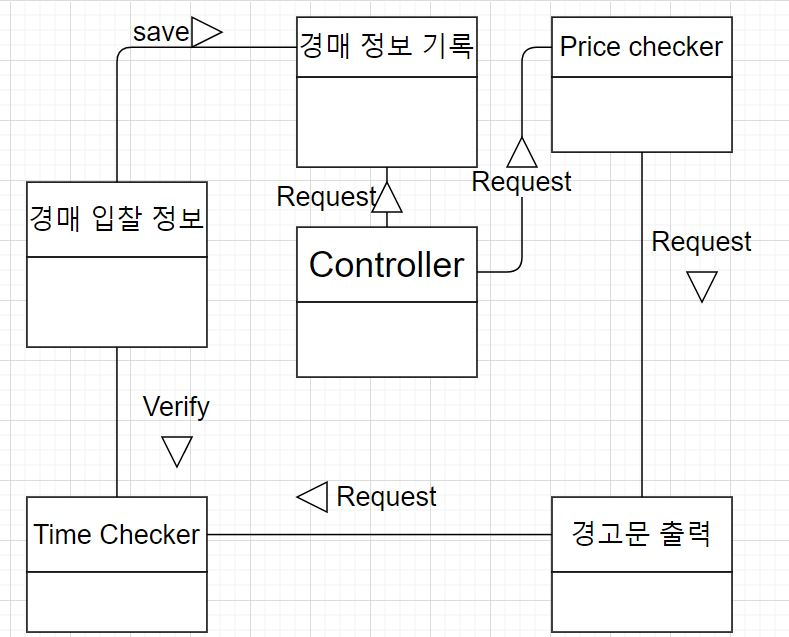 save
경매 정보 기록
Price checker
Request
Request
경매 입찰 정보
Request
Controller
Verify
Request
Time Checker
경고문 출력